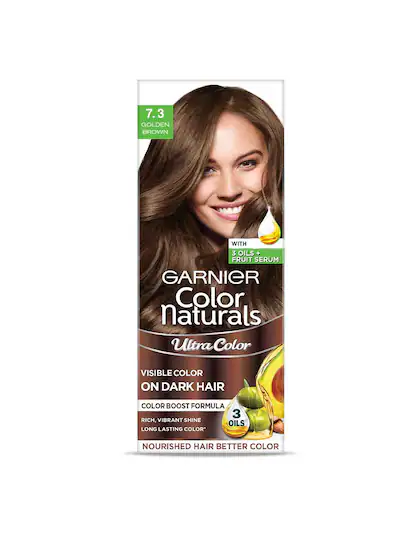 7.3
GOLDEN
BROWN
WITH
3 OILS +
FRUIT SERUM
GARNIER
Color
Naturals
Ultra Color
VISIBLE COLOR
ON DARK HAIR
COLOR BOOST FORMULA
RICH, VIBRANT SHINE
LONG LASTING COLOR*
3
OILS
NOURISHED HAIR BETTER COLOR